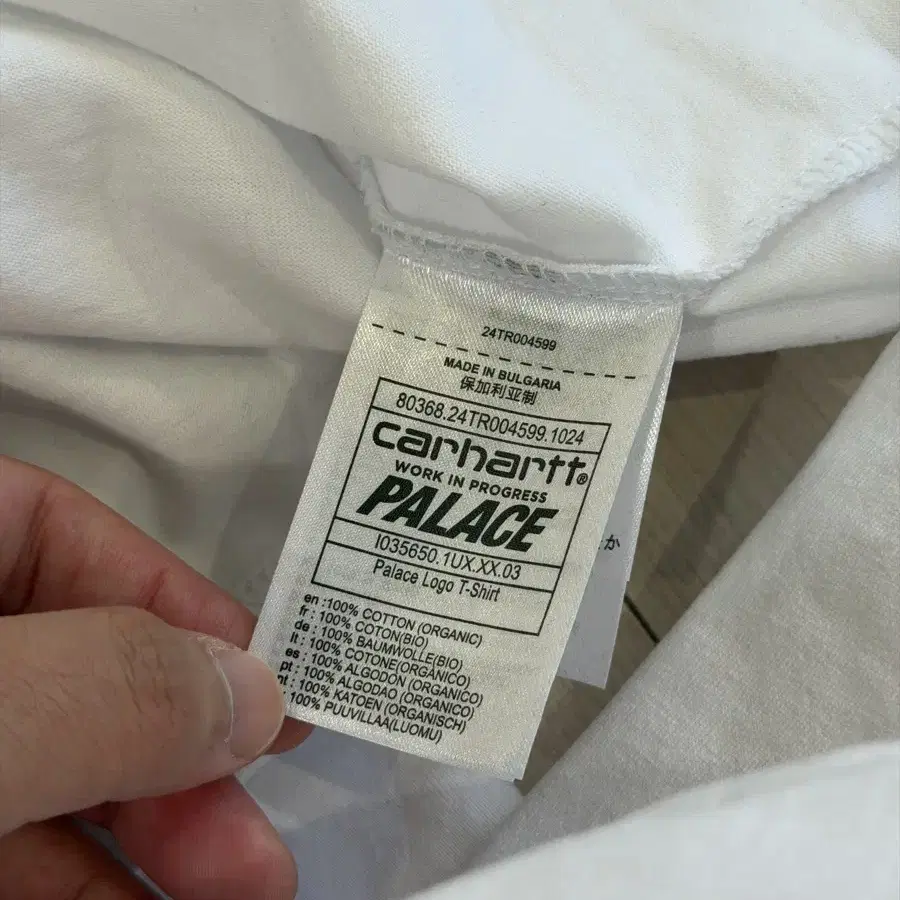 24TR004599
MADE IN BULGARIA
保加利亚制
80368.24TR004599.1024
carhartt®
WORK IN PROGRESS
PALACE
I035650.1UX.XX.03
Palace Logo T-Shirt
en :100% COTTON (ORGANIC)
fr : 100% COTON(BIO)
de : 100% BAUMWOLLE(BIO)
It : 100% COTONE(ORGANICO)
es : 100% ALGODON (ORGANICO)
pt : 100% ALGODAO (ORGANICO)
nt : 100% KATOEN (ORGANISCH)
: 100% PUUVILLAA(LUOMU)
か